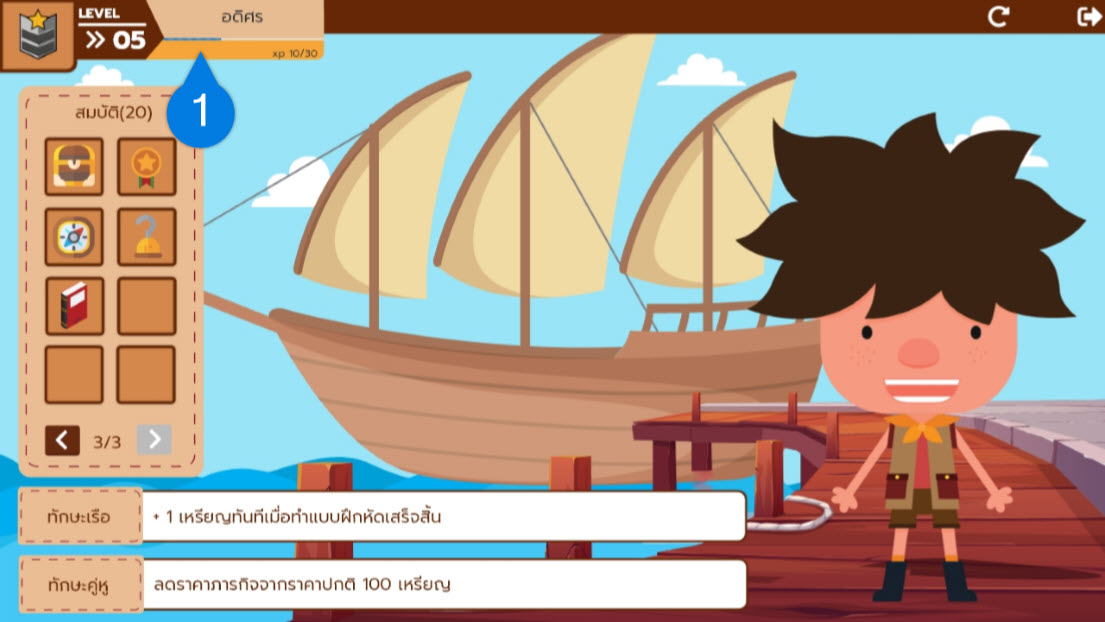 LEVEL
05
อดิศร
xp 10/30
1
สมบัติ(20)
3/3
ทักษะเรือ
+ 1 เหรียญทันทีเมื่อทำแบบฝึกหัดเสร็จสิ้น
ทักษะคู่หู
ลดราคาภารกิจจากราคาปกติ 100 เหรียญ